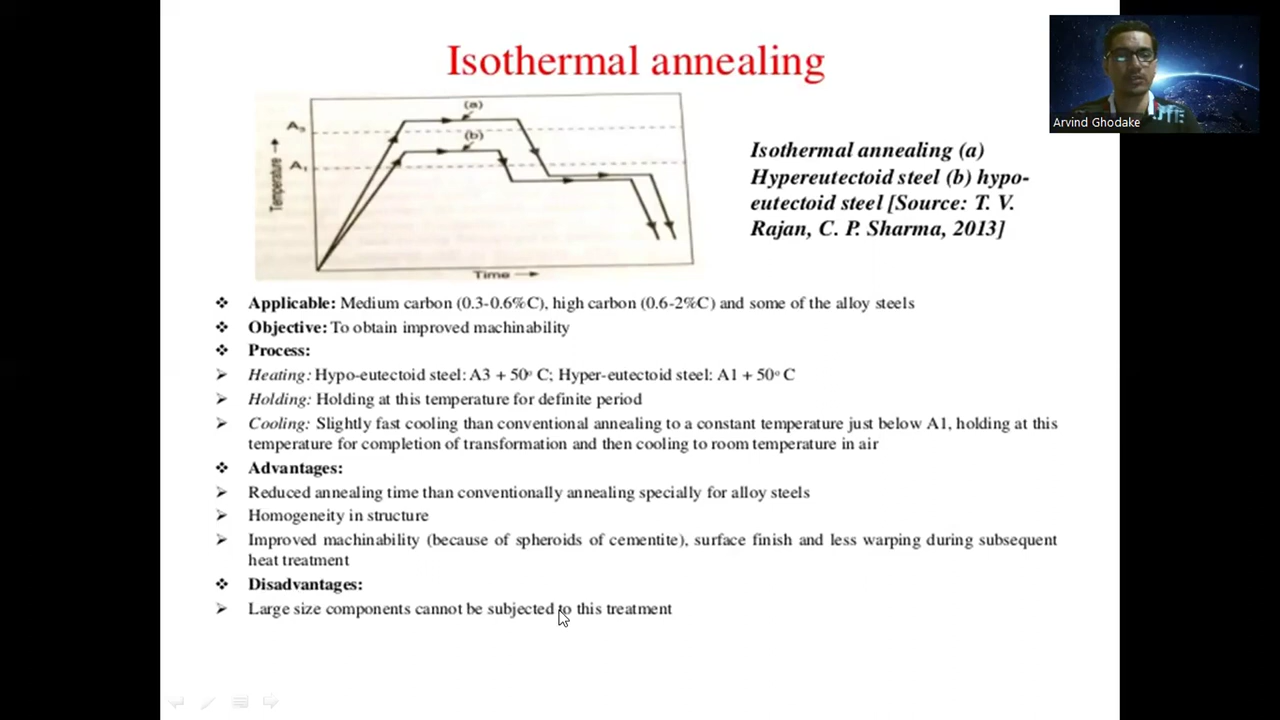 Isothermal annealing
Arvind Ghodake
(a)
A₃
(b)
A₁
Temperature →
Time →
Isothermal annealing (a)
Hypereutectoid steel (b) hypo-
eutectoid steel [Source: T. V.
Rajan, C. P. Sharma, 2013]
❖ Applicable: Medium carbon (0.3-0.6%C), high carbon (0.6-2%C) and some of the alloy steels
❖ Objective: To obtain improved machinability
❖ Process:
➢ Heating: Hypo-eutectoid steel: A3 + 50° C; Hyper-eutectoid steel: A1 + 50° C
➢ Holding: Holding at this temperature for definite period
➢ Cooling: Slightly fast cooling than conventional annealing to a constant temperature just below A1, holding at this
temperature for completion of transformation and then cooling to room temperature in air
❖ Advantages:
➢ Reduced annealing time than conventionally annealing specially for alloy steels
➢ Homogeneity in structure
➢ Improved machinability (because of spheroids of cementite), surface finish and less warping during subsequent
heat treatment
❖ Disadvantages:
➢ Large size components cannot be subjected to this treatment